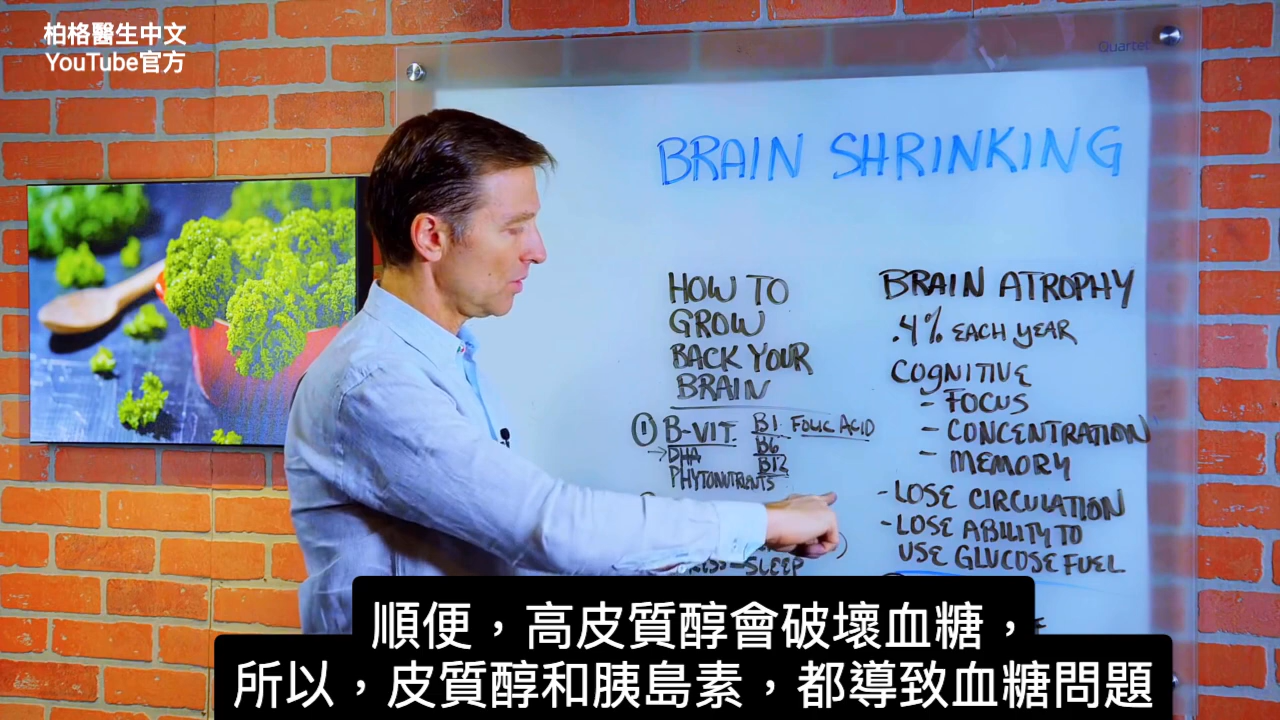 柏格醫生中文
YouTube官方
Quartet
BRAIN SHRINKING
HOW TO
GROW
BACK YOUR
BRAIN
① B-VIT. B1 FOLIC ACID
→DHA B6
PHYTONUTRIENTS B12
SLEEP
BRAIN ATROPHY
.4% EACH YEAR
COGNITIVE
- FOCUS
- CONCENTRATION
- MEMORY
- LOSE CIRCULATION
- LOSE ABILITY TO
USE GLUCOSE FUEL
順便，高皮質醇會破壞血糖，
所以，皮質醇和胰島素，都導致血糖問題